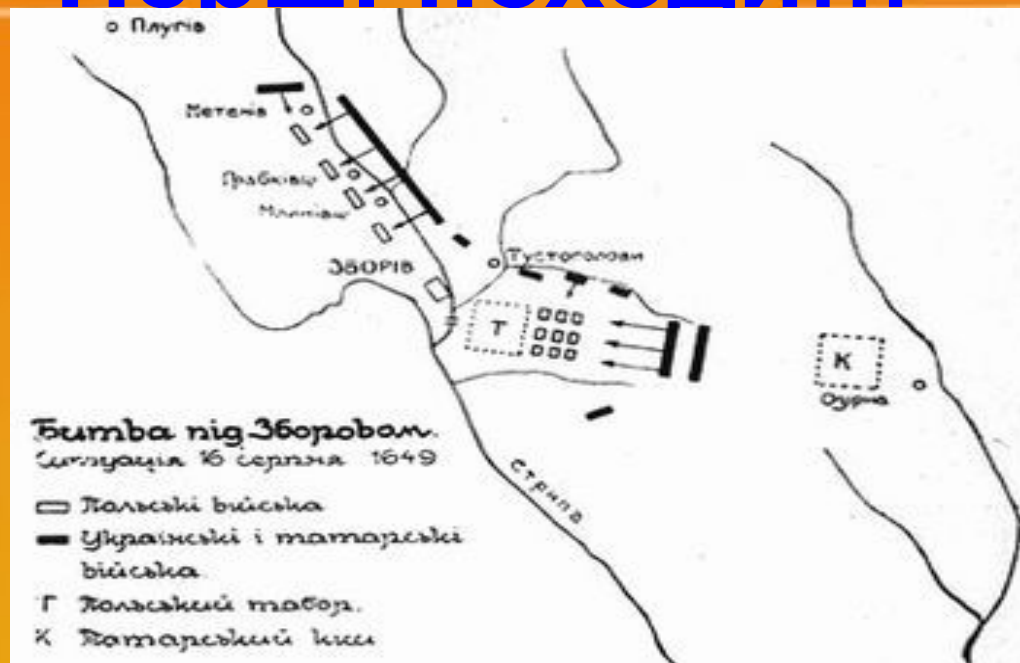 Плугів
Метенів
Грабківці
Млинівці
ЗБОРІВ
Тустоголови
Т
К
Озірна
СТРИПА
Битва під Зборовом.
Ситуація 16 серпня 1649
Польські війська
Українські і татарські
війська.
Т Польський табор.
К Татарський кіш